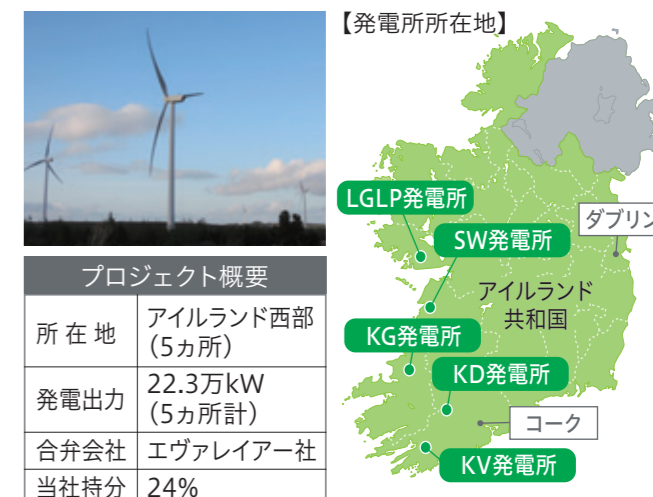 【発電所所在地】
LGLP発電所
SW発電所
ダブリン
アイルランド
共和国
KG発電所
KD発電所
コーク
KV発電所
プロジェクト概要
所在地 アイルランド西部
（5ヵ所）
発電出力 22.3万kW
（5ヵ所計）
合弁会社 エヴァレイアー社
当社持分 24%